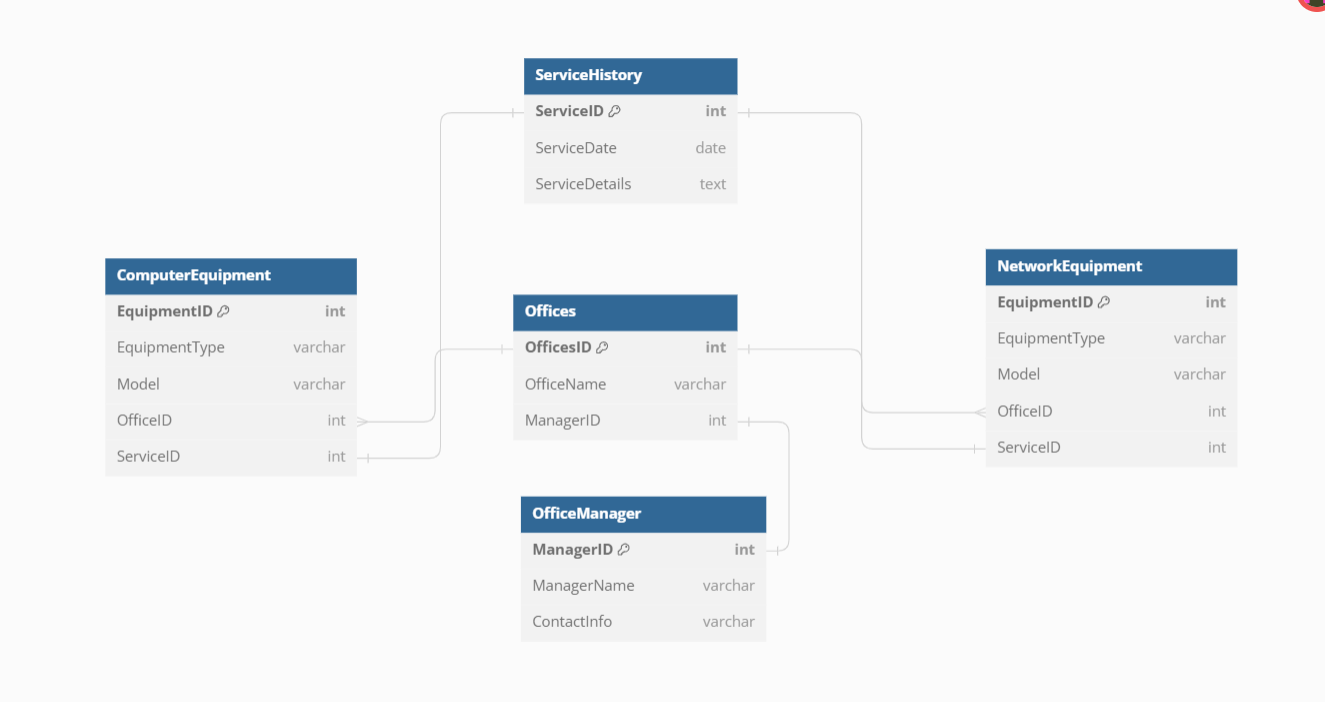 ServiceHistory
ServiceID int
ServiceDate date
ServiceDetails text
ComputerEquipment
EquipmentID int
EquipmentType varchar
Model varchar
OfficeID int
ServiceID int
Offices
OfficesID int
OfficeName varchar
ManagerID int
NetworkEquipment
EquipmentID int
EquipmentType varchar
Model varchar
OfficeID int
ServiceID int
OfficeManager
ManagerID int
ManagerName varchar
ContactInfo varchar